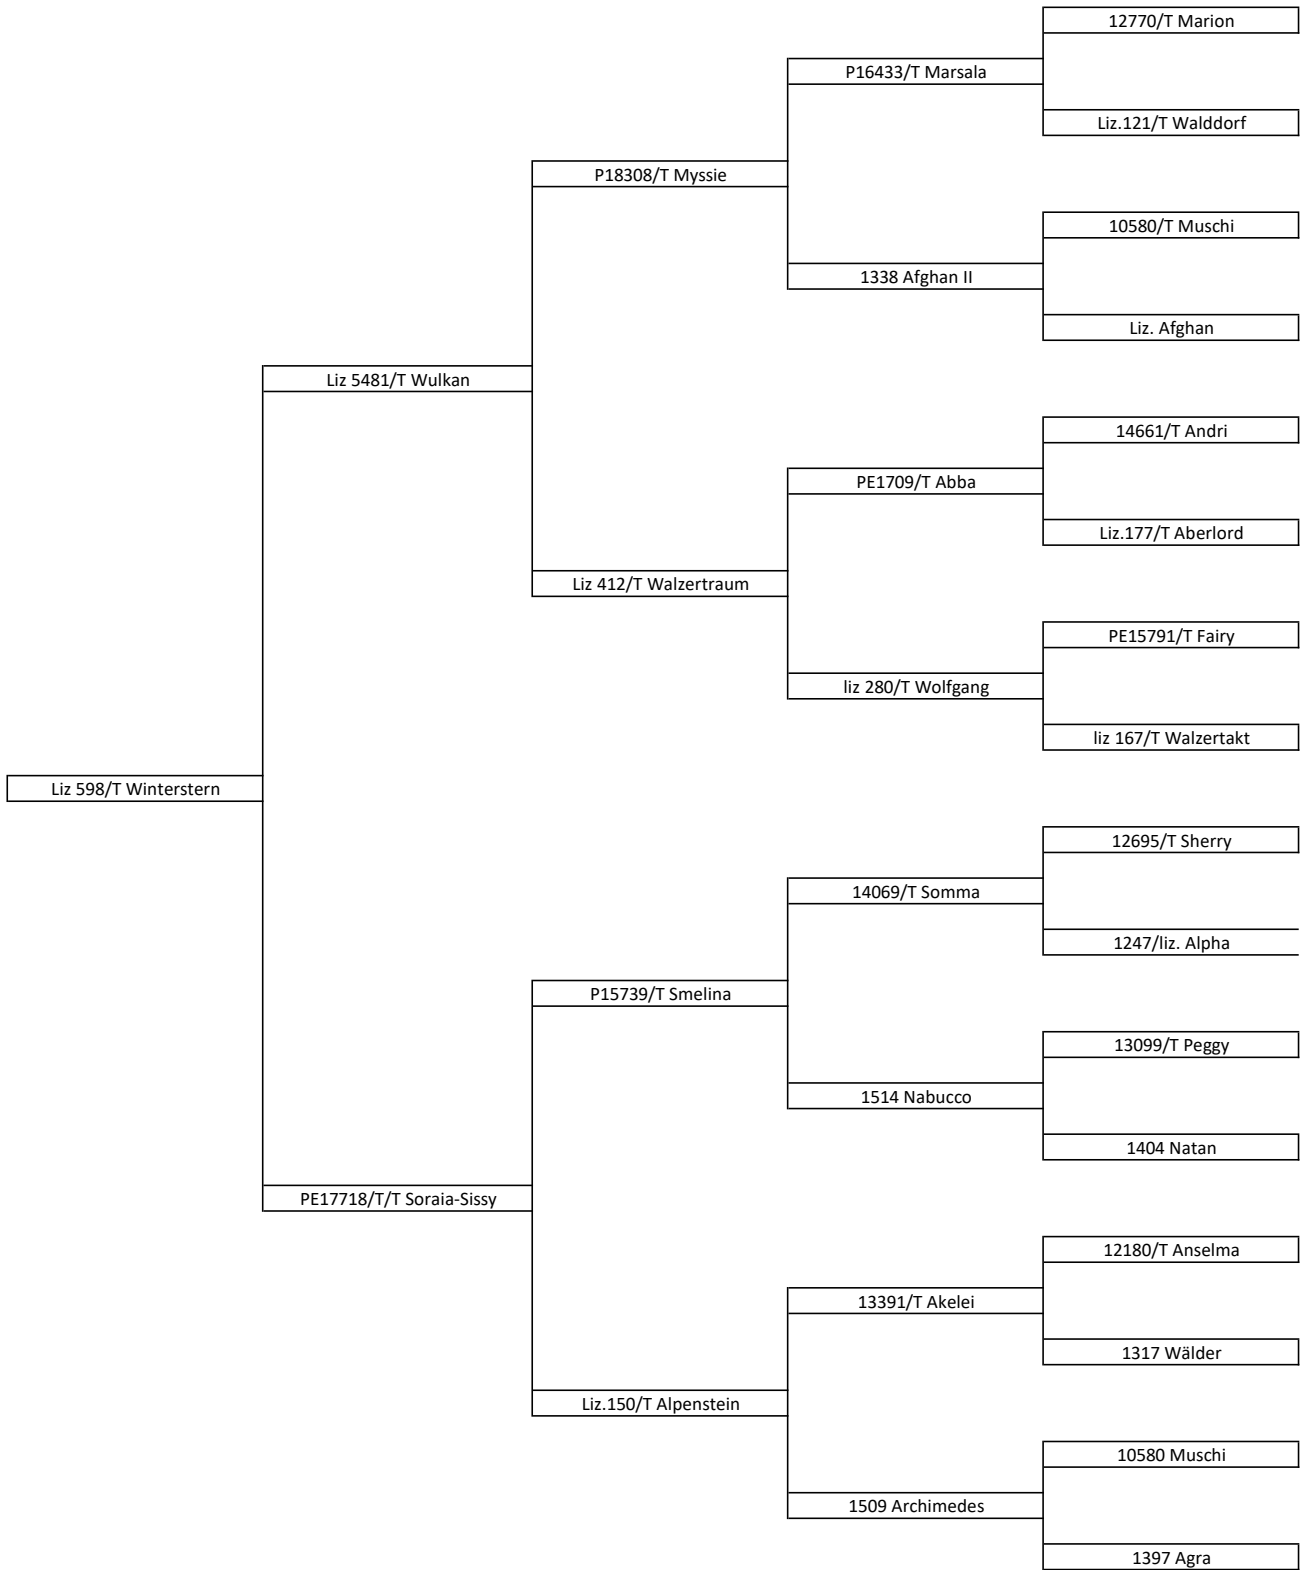 12770/T Marion
P16433/T Marsala
Liz.121/T Walddorf
P18308/T Myssie
10580/T Muschi
1338 Afghan II
Liz. Afghan
Liz 5481/T Wulkan
14661/T Andri
PE1709/T Abba
Liz.177/T Aberlord
Liz 412/T Walzertraum
PE15791/T Fairy
liz 280/T Wolfgang
liz 167/T Walzertakt
Liz 598/T Winterstern
12695/T Sherry
14069/T Somma
1247/liz. Alpha
P15739/T Smelina
13099/T Peggy
1514 Nabucco
1404 Natan
PE17718/T/T Soraia-Sissy
12180/T Anselma
13391/T Akelei
1317 Wälder
Liz.150/T Alpenstein
10580 Muschi
1509 Archimedes
1397 Agra